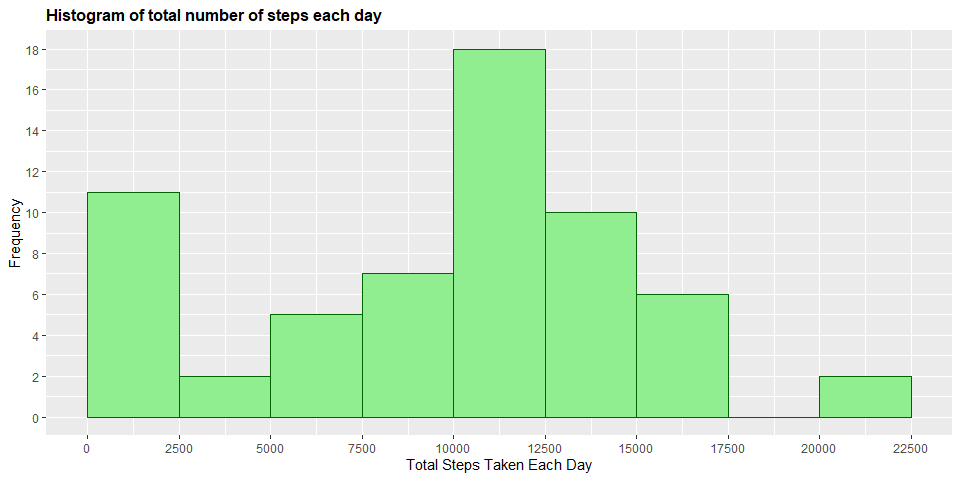 Histogram of total number of steps each day
18
16
14
12
10
8
6
4
2
0
Frequency
0 2500 5000 7500 10000 12500 15000 17500 20000 22500
Total Steps Taken Each Day